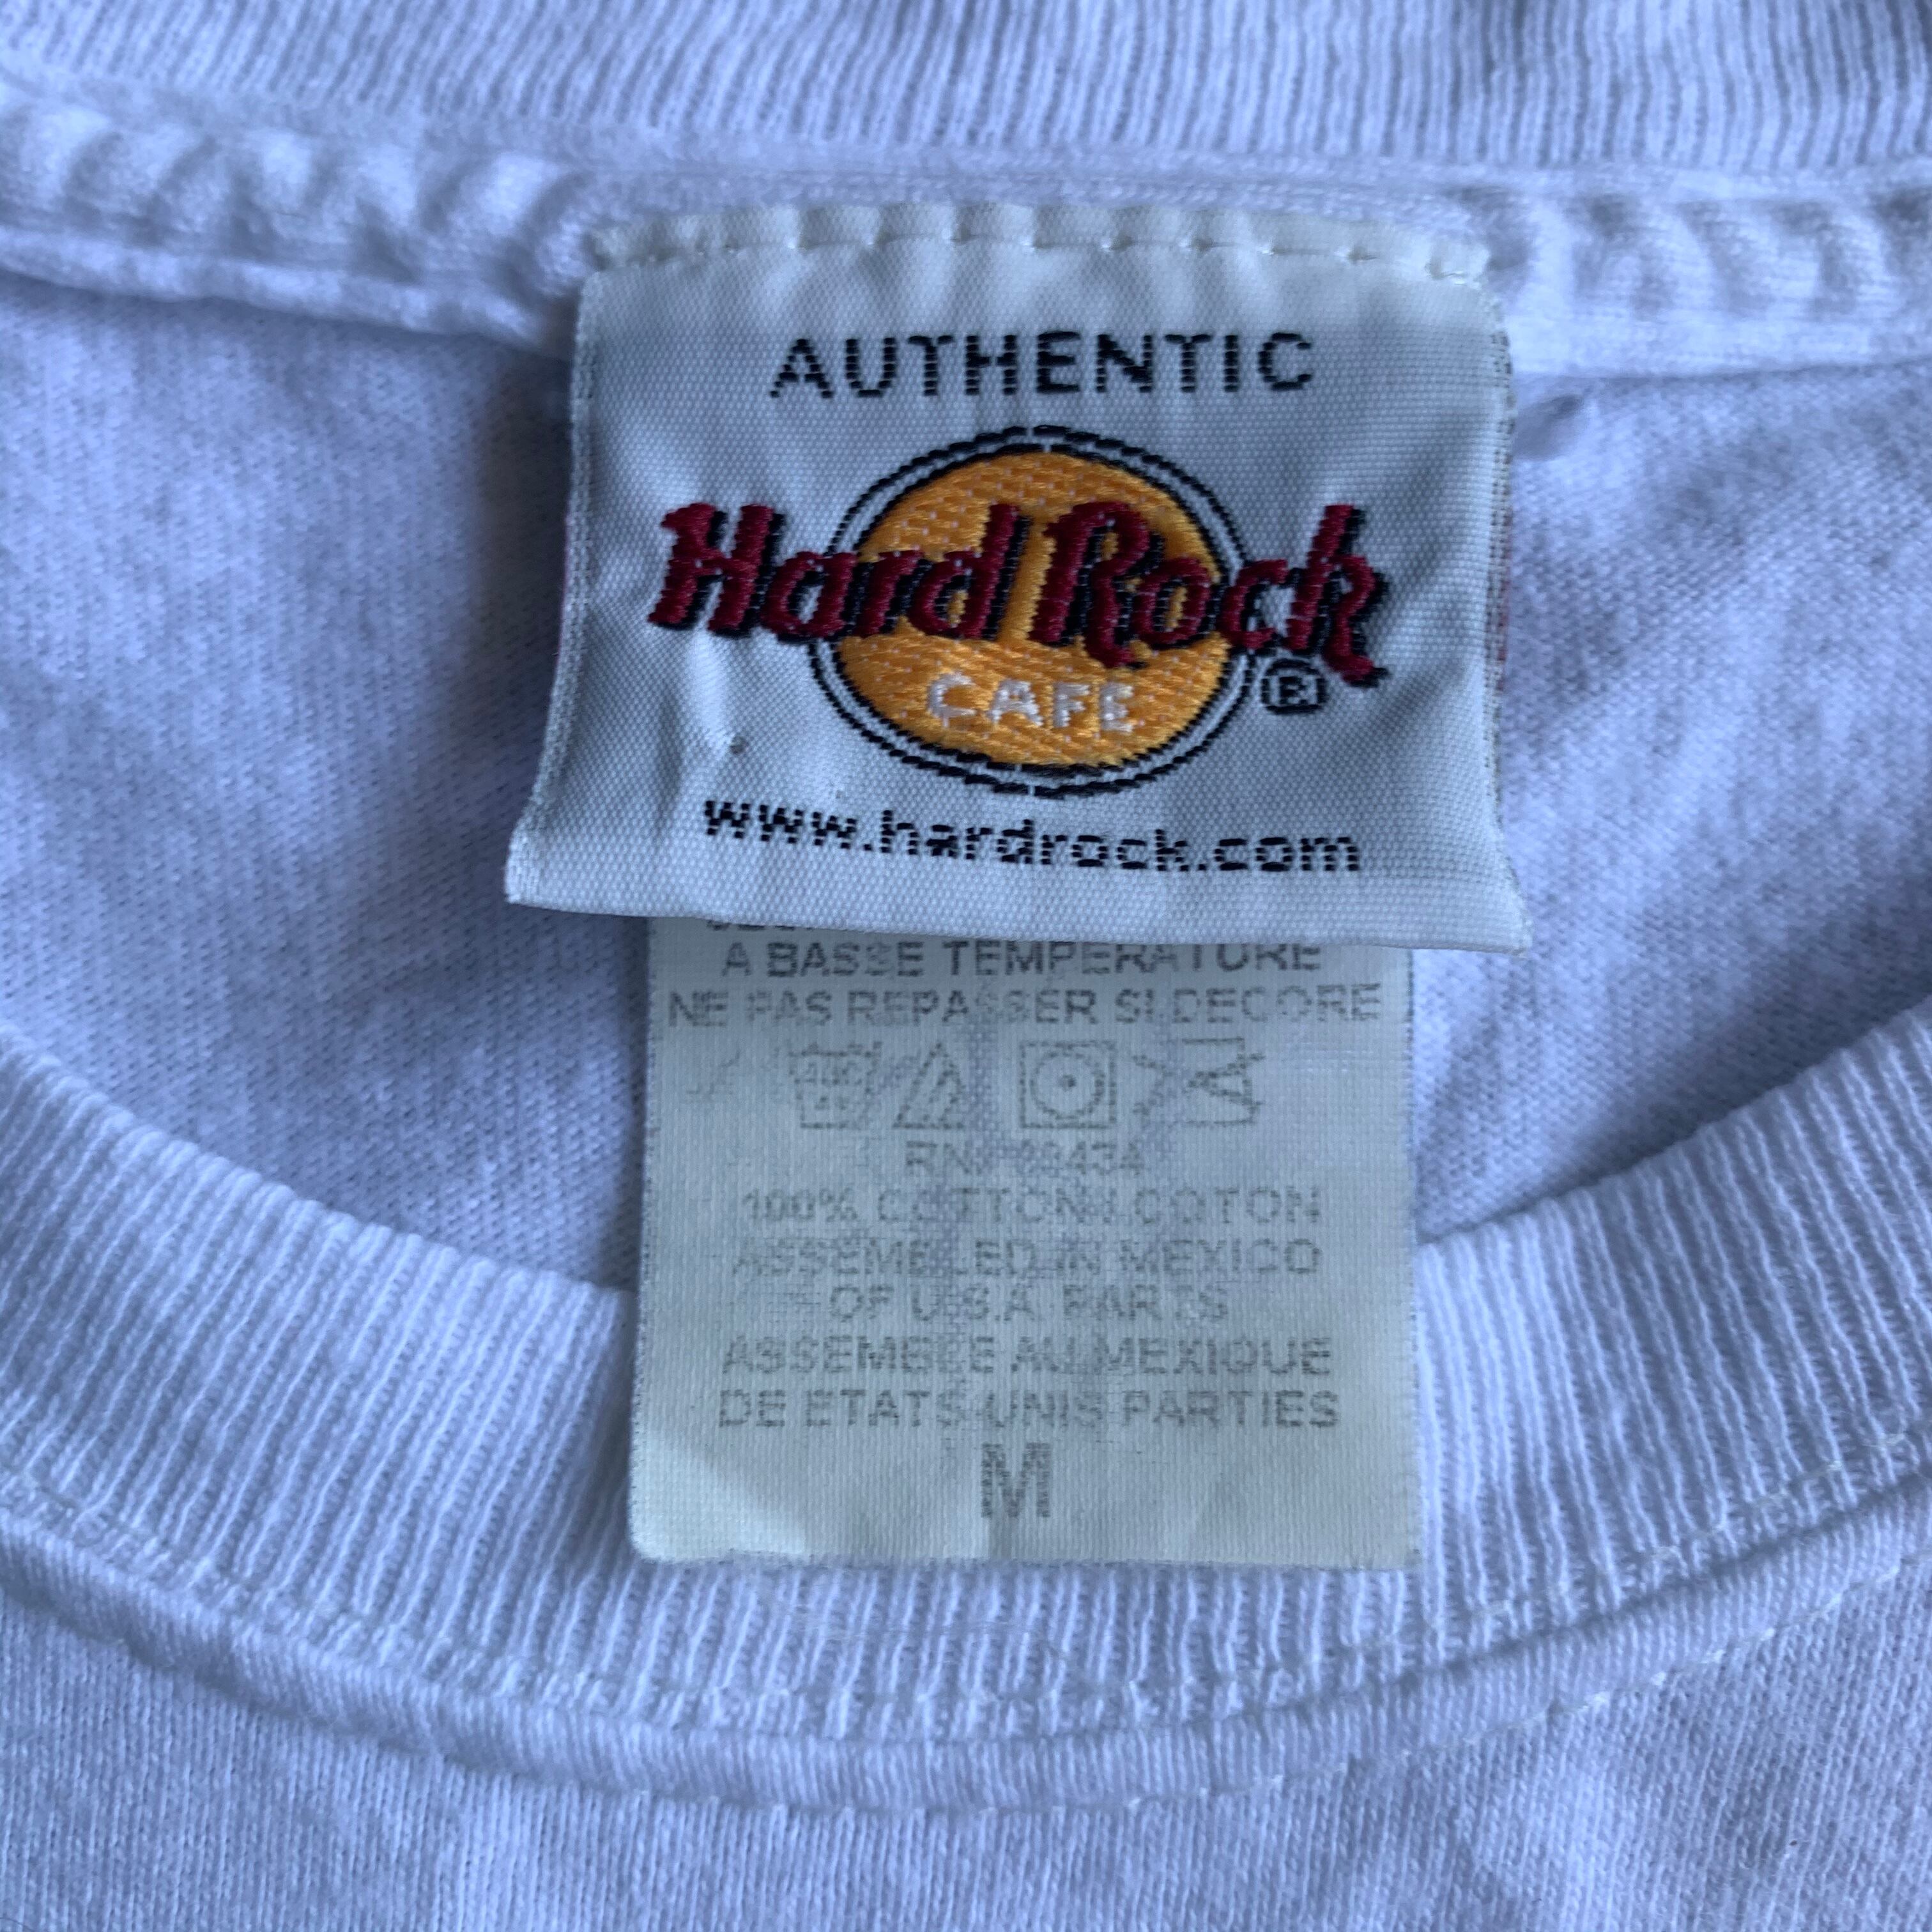 AUTHENTIC
Hard Rock
CAFE ®
www.hardrock.com
A BASSE TEMPERATURE
NE PAS REPASSER SI DECORE
100% COTTON / COTON
ASSEMBLED IN MEXICO
OF U.S.A. PARTS
ASSEMBLE AU MEXIQUE
DE ETATS-UNIS PARTIES
M